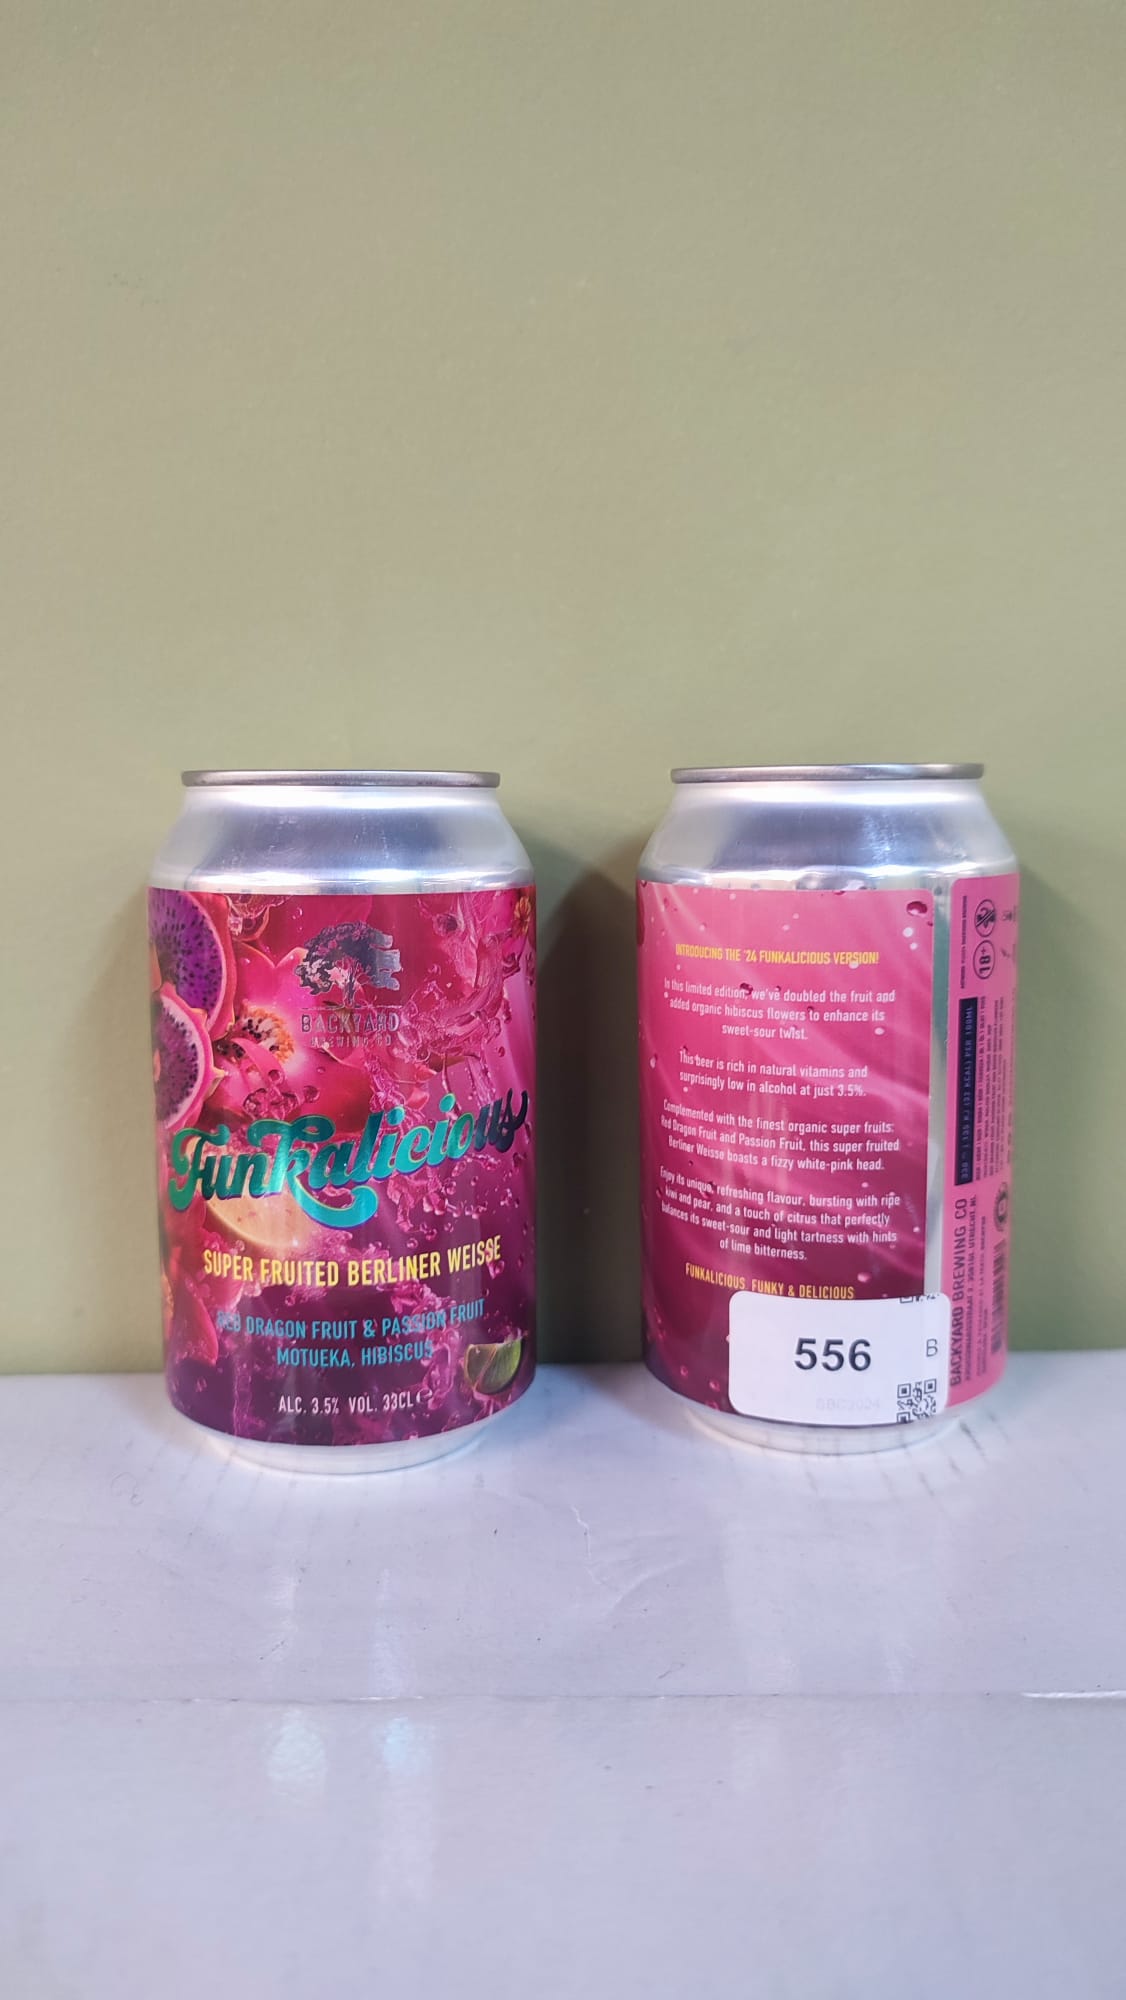 BACKYARD
BREWING CO
Funkalicious
SUPER FRUITED BERLINER WEISSE
RED DRAGON FRUIT & PASSION FRUIT
MOTUEKA, HIBISCUS
ALC. 3.5% VOL. 33CL e
INTRODUCING THE '24 FUNKALICIOUS VERSION!
In this limited edition, we've doubled the fruit and
added organic hibiscus flowers to enhance its
sweet-sour twist.
This beer is rich in natural vitamins and
surprisingly low in alcohol at just 3.5%.
Complemented with the finest organic super fruits:
Red Dragon Fruit and Passion Fruit, this super fruited
Berliner Weisse boasts a fizzy white-pink head.
Enjoy its unique, refreshing flavour, bursting with ripe
kiwi and pear, and a touch of citrus that perfectly
balances its sweet-sour and light tartness with hints
of lime bitterness.
FUNKALICIOUS, FUNKY & DELICIOUS
556
B
SBC2024
18+
BACKYARD BREWING CO